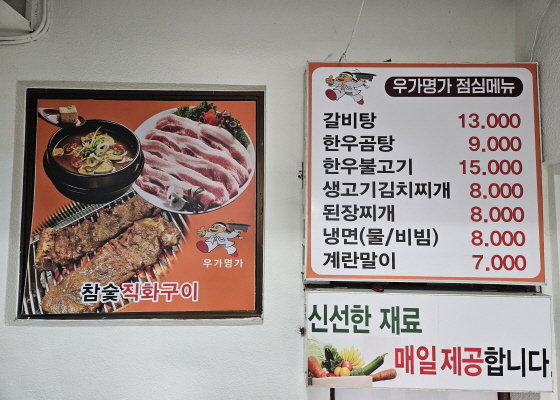 우가명가
참숯직화구이
우가명가 점심메뉴
갈비탕 13.000
한우곰탕 9.000
한우불고기 15.000
생고기김치찌개 8.000
된장찌개 8.000
냉면(물/비빔) 8.000
계란말이 7.000
신선한 재료
매일제공합니다.